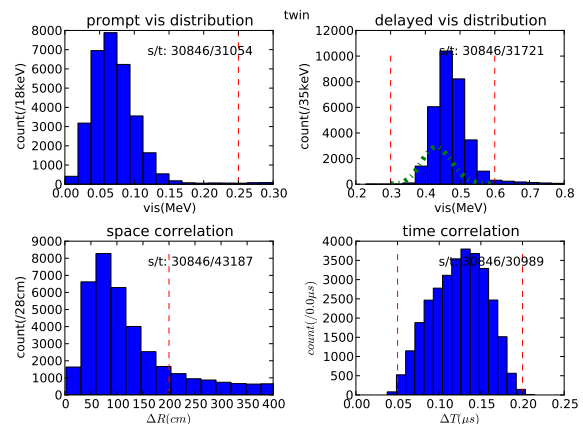 twin
prompt vis distribution
count(/18keV)
8000
7000
6000
5000
4000
3000
2000
1000
0
s/t: 30846/31054
0.00 0.05 0.10 0.15 0.20 0.25 0.30
vis(MeV)
delayed vis distribution
count(/35keV)
12000
10000
8000
6000
4000
2000
0
s/t: 30846/31721
0.2 0.3 0.4 0.5 0.6 0.7 0.8
vis(MeV)
space correlation
count(/28cm)
9000
8000
7000
6000
5000
4000
3000
2000
1000
0
s/t: 30846/43187
0 50 100 150 200 250 300 350 400
ΔR(cm)
time correlation
count(/0.0μs)
4000
3500
3000
2500
2000
1500
1000
500
0
s/t: 30846/30989
0.00 0.05 0.10 0.15 0.20 0.25
ΔT(μs)